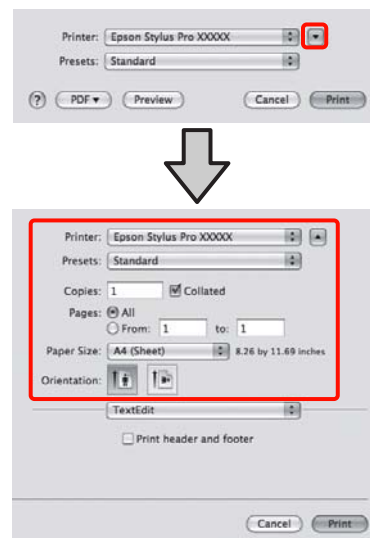 Printer: Epson Stylus Pro XXXXX
Presets: Standard
? PDF▾ Preview Cancel Print
Printer: Epson Stylus Pro XXXXX
Presets: Standard
Copies: 1 Collated
Pages: All
From: 1 to: 1
Paper Size: A4 (Sheet) 8.26 by 11.69 inches
Orientation:
TextEdit
Print header and footer
Cancel Print